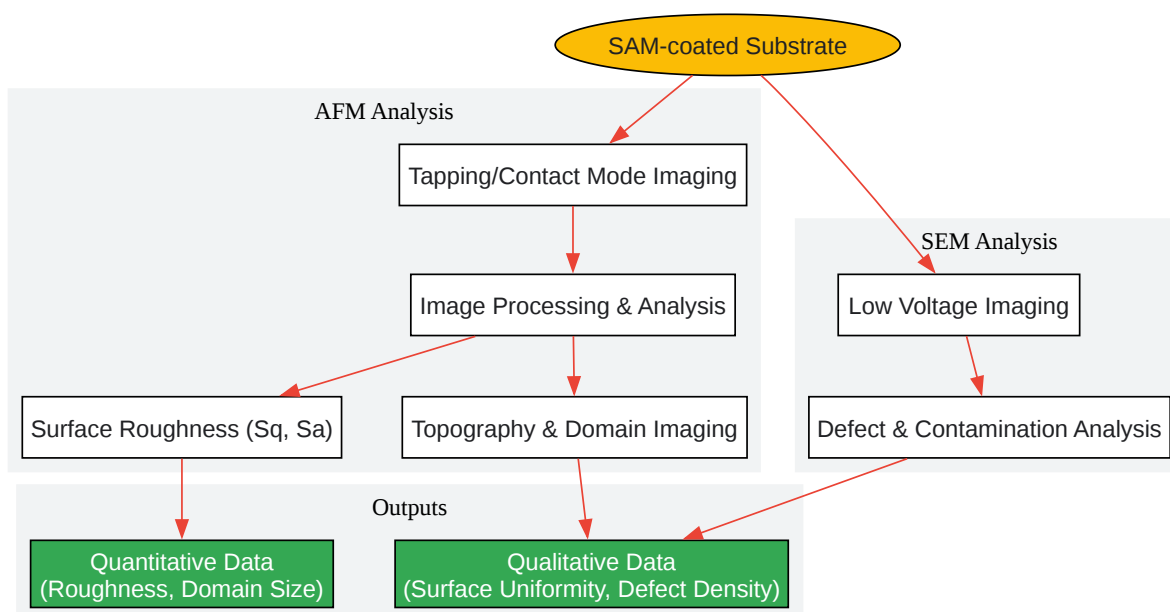 SAM-coated Substrate
AFM Analysis
Tapping/Contact Mode Imaging
SEM Analysis
Image Processing & Analysis
Low Voltage Imaging
Surface Roughness (Sq, Sa)
Topography & Domain Imaging
Defect & Contamination Analysis
Outputs
Quantitative Data
(Roughness, Domain Size)
Qualitative Data
(Surface Uniformity, Defect Density)